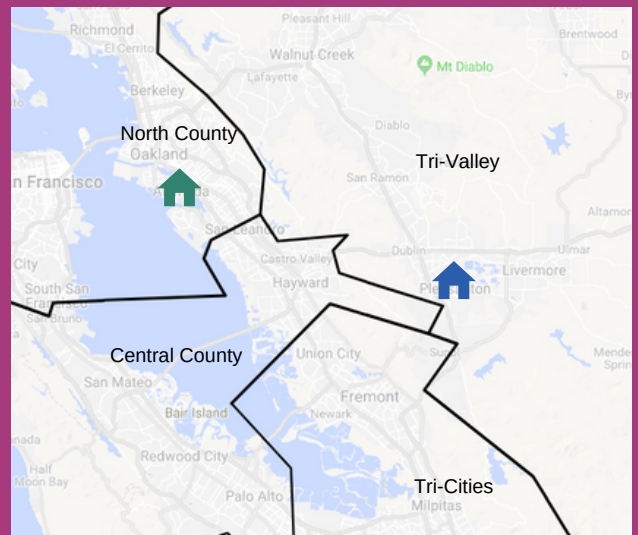 Pleasant Hill
Richmond
El Cerrito
Brentwood
Walnut Creek
Mt Diablo
Lafayette
Berkeley
Diablo
North County
Oakland
Tri-Valley
San Ramon
n Francisco
Altamon
San Leandro
Dublin
Ulmar
Castro Valley
City
Livermore
Hayward
South San
Francisco
San Bruno
Central County
Union City
San Mateo
Fremont
Bair Island
Newark
Redwood City
Half
Moon Bay
Tri-Cities
Palo Alto
Milpitas